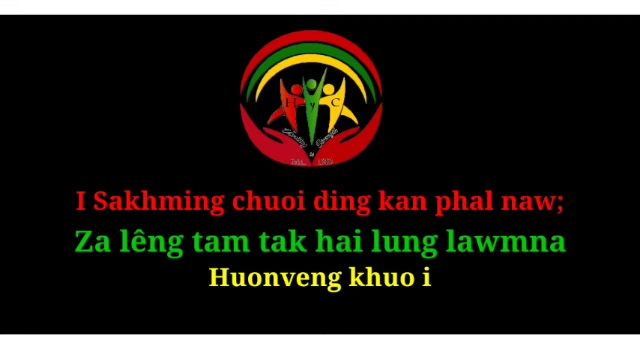 H Y C
I Sakhming chuoi ding kan phal naw;
Za lêng tam tak hai lung lawmna
Huonveng khuo i